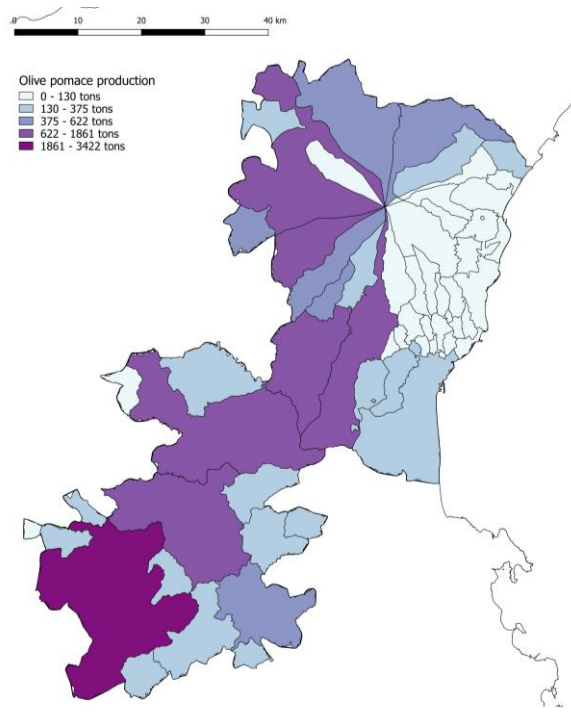 .0 10 20 30 40 km
Olive pomace production
0 - 130 tons
130 - 375 tons
375 - 622 tons
622 - 1861 tons
1861 - 3422 tons